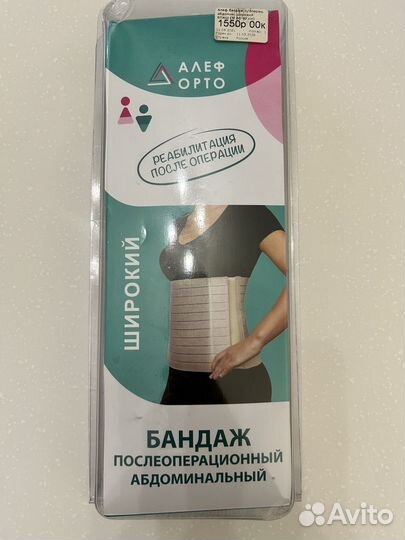 1550р 00к
АЛЕФ
ОРТО
РЕАБИЛИТАЦИЯ
ПОСЛЕ ОПЕРАЦИИ
ШИРОКИЙ
БАНДАЖ
ПОСЛЕОПЕРАЦИОННЫЙ
АБДОМИНАЛЬНЫЙ
Avito